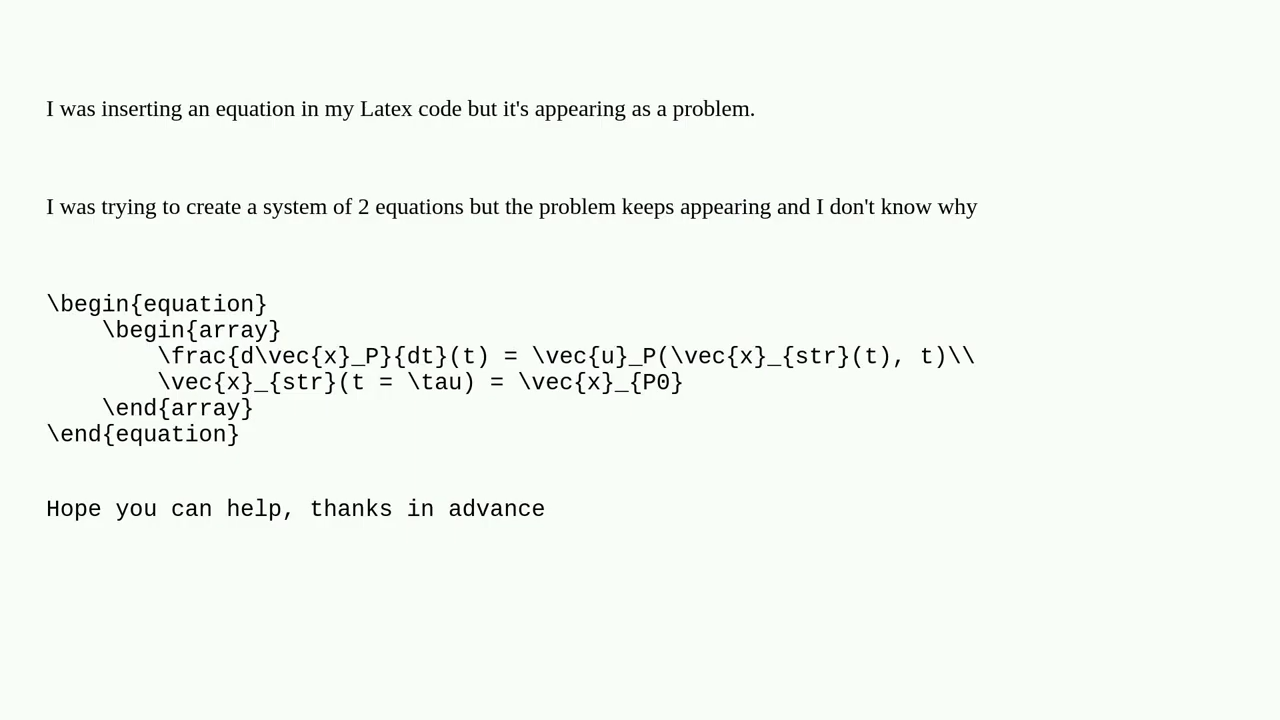 I was inserting an equation in my Latex code but it's appearing as a problem.
I was trying to create a system of 2 equations but the problem keeps appearing and I don't know why
\begin{equation}
    \begin{array}
        \frac{d\vec{x}_P}{dt}(t) = \vec{u}_P(\vec{x}_{str}(t), t)\\
        \vec{x}_{str}(t = \tau) = \vec{x}_{P0}
    \end{array}
\end{equation}
Hope you can help, thanks in advance